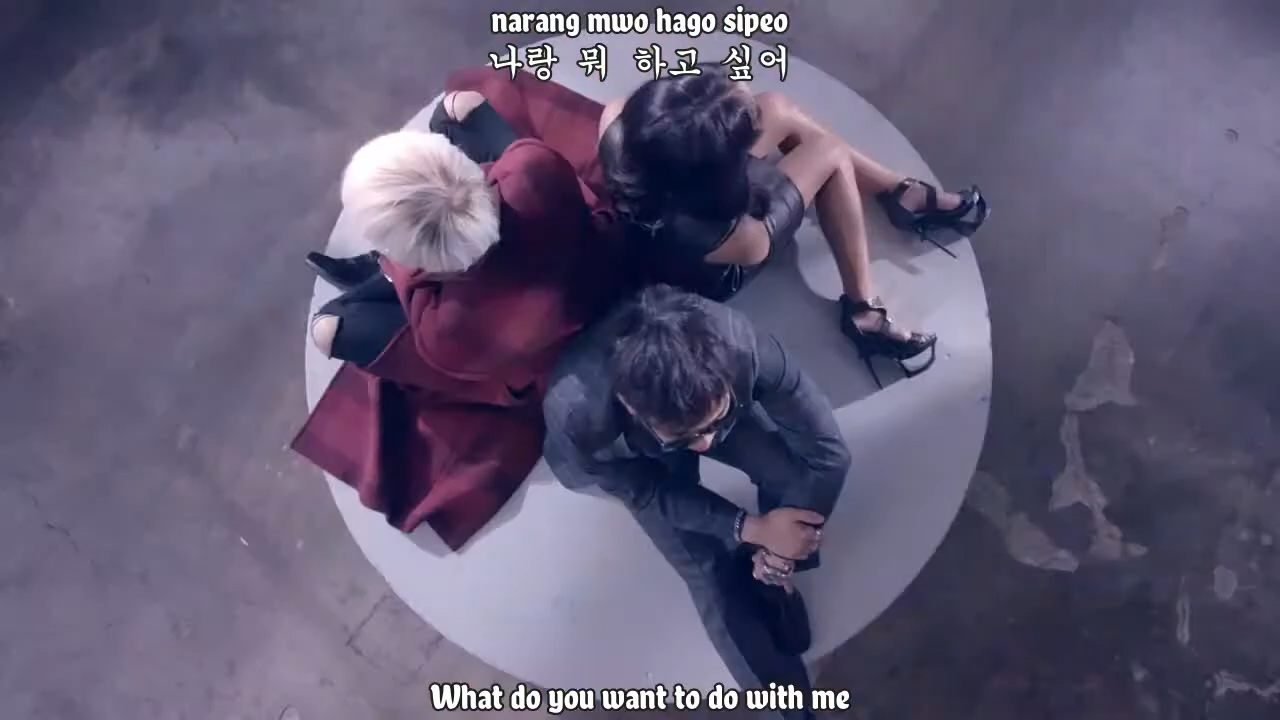 narang mwo hago sipeo
나랑 뭐 하고 싶어
What do you want to do with me